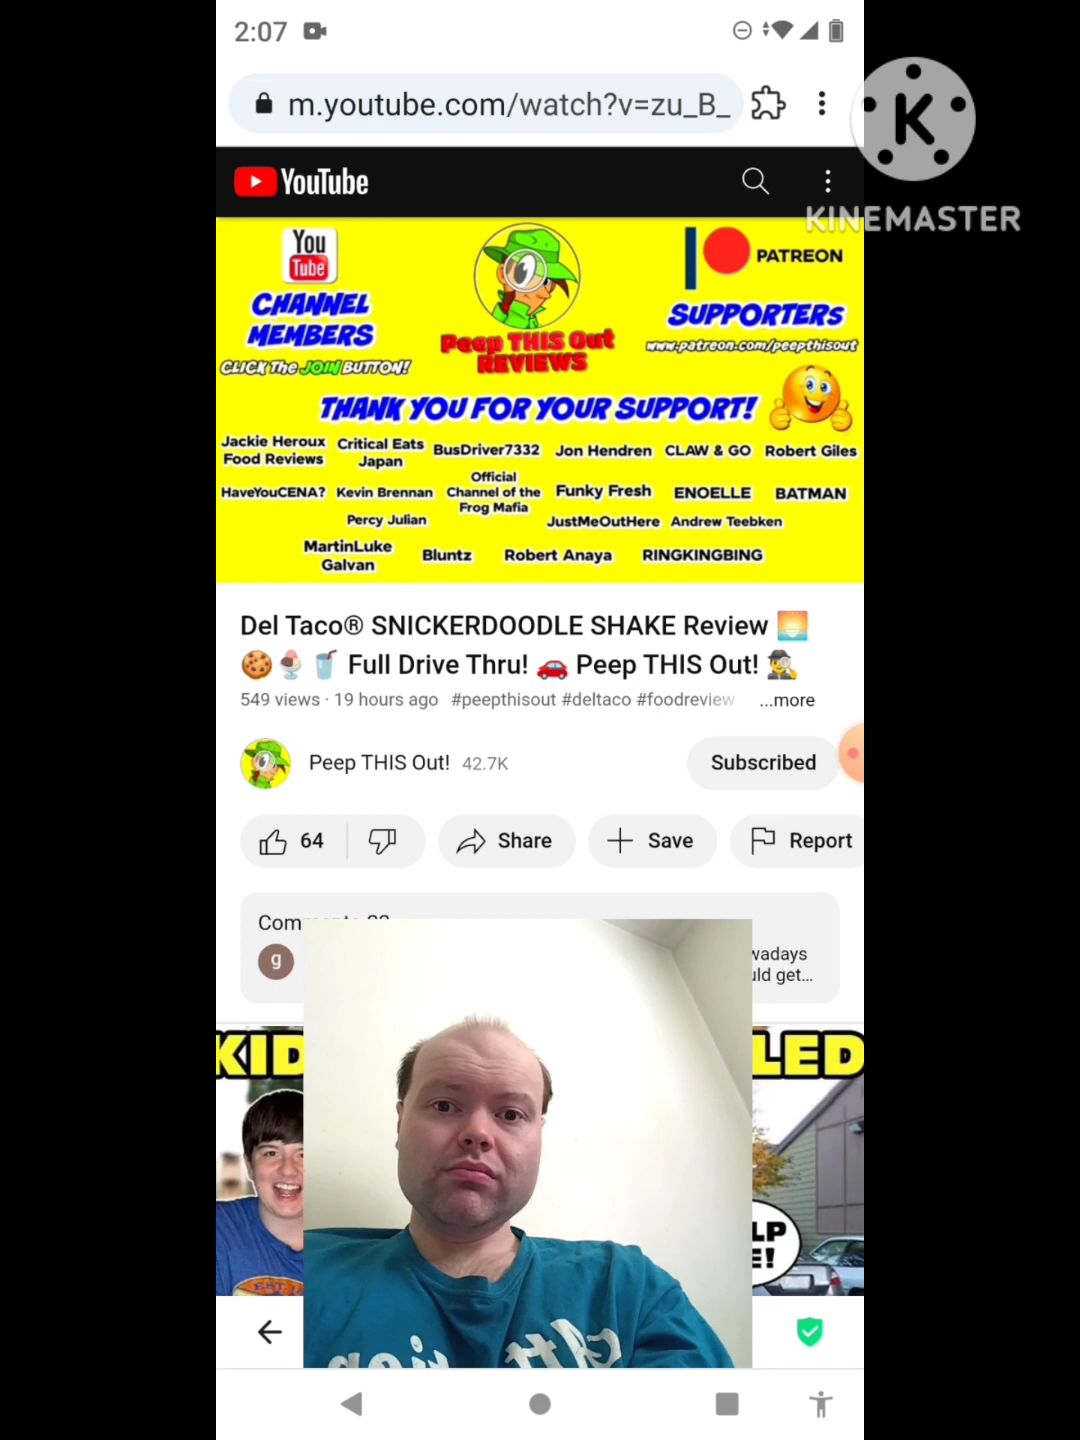 2:07
m.youtube.com/watch?v=zu_B_
K
KINEMASTER
YouTube
You
Tube
CHANNEL
MEMBERS
CLICK The JOIN BUTTON!
Peep THIS Out
REVIEWS
PATREON
SUPPORTERs
www.patreon.com/peepthisout
THANK YOU FOR YOUR SUPPORT!
Jackie Heroux
Food Reviews
Critical Eats
Japan
BusDriver7332
Jon Hendren
CLAW & GO
Robert Giles
HaveYouCENA?
Kevin Brennan
Official
Channel of the
Frog Mafia
Funky Fresh
ENOELLE
BATMAN
Percy Julian
JustMeOutHere
Andrew Teebken
MartinLuke
Galvan
Bluntz
Robert Anaya
RINGKINGBING
Del Taco® SNICKERDOODLE SHAKE Review 🌅
🍪🍨🥤 Full Drive Thru! 🚗 Peep THIS Out! 🕵️
549 views · 19 hours ago #peepthisout #deltaco #foodreview ...more
Peep THIS Out! 42.7K
Subscribed
64
Share
Save
Report
g
wadays
uld get...
KID
LED
LP
E!